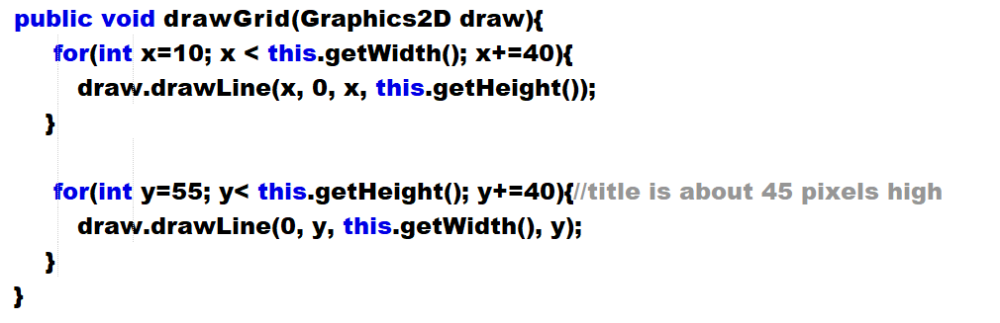 public void drawGrid(Graphics2D draw){
for(int x=10; x < this.getWidth(); x+=40){
draw.drawLine(x, 0, x, this.getHeight());
}
for(int y=55; y< this.getHeight(); y+=40){//title is about 45 pixels high
draw.drawLine(0, y, this.getWidth(), y);
}
}